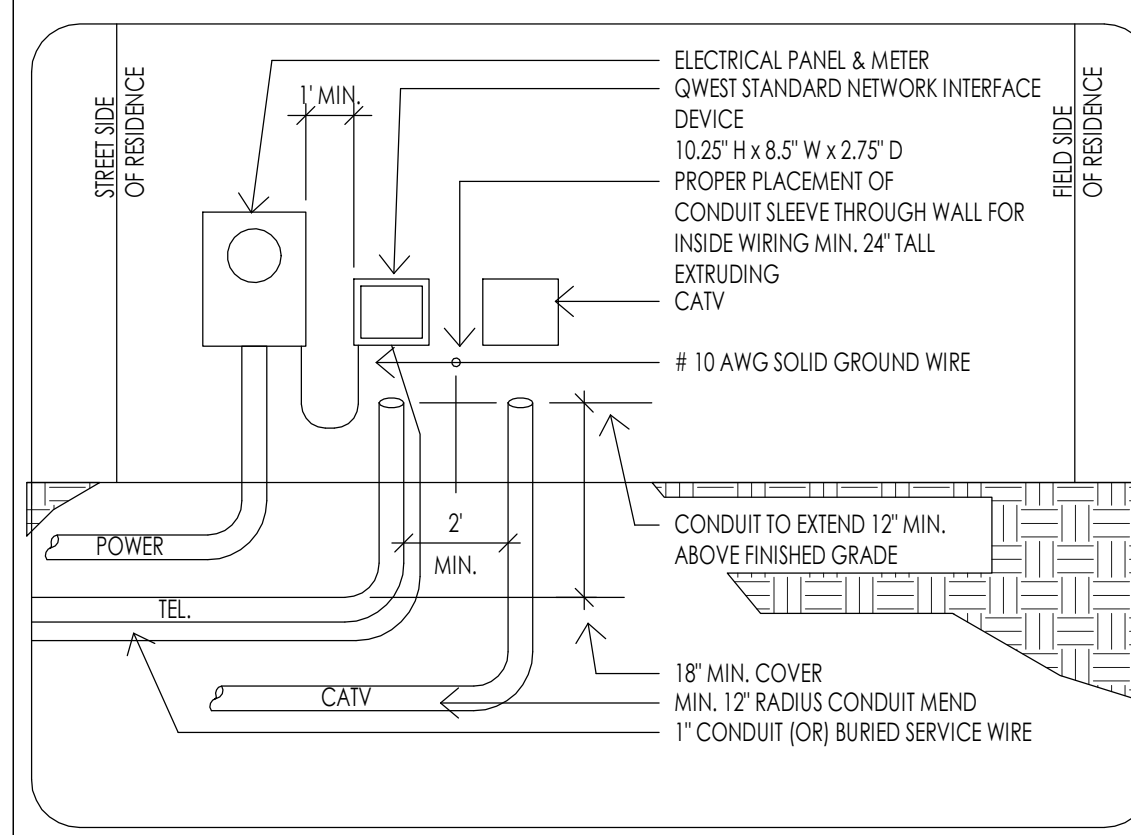 STREET SIDE
OF RESIDENCE
1' MIN.
ELECTRICAL PANEL & METER
QWEST STANDARD NETWORK INTERFACE
DEVICE
10.25" H x 8.5" W x 2.75" D
PROPER PLACEMENT OF
CONDUIT SLEEVE THROUGH WALL FOR
INSIDE WIRING MIN. 24" TALL
EXTRUDING
CATV
# 10 AWG SOLID GROUND WIRE
FIELD SIDE
OF RESIDENCE
POWER
2'
MIN.
CONDUIT TO EXTEND 12" MIN.
ABOVE FINISHED GRADE
TEL.
CATV
18" MIN. COVER
MIN. 12" RADIUS CONDUIT MEND
1" CONDUIT (OR) BURIED SERVICE WIRE